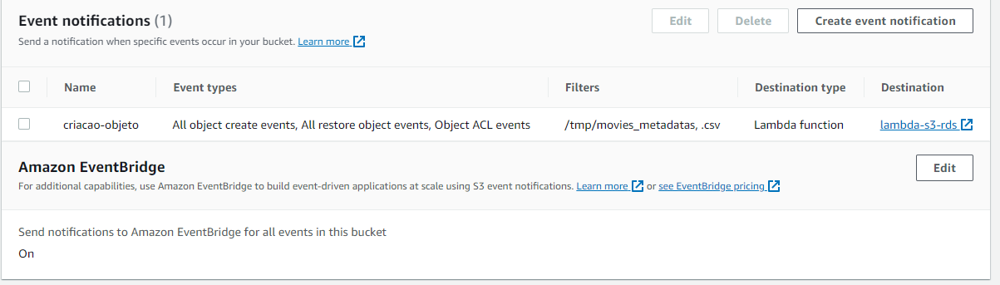 Event notifications (1)
Edit
Delete
Create event notification
Send a notification when specific events occur in your bucket. Learn more
Name Event types Filters Destination type Destination
criacao-objeto All object create events, All restore object events, Object ACL events /tmp/movies_metadatas, .csv Lambda function lambda-s3-rds
Amazon EventBridge
Edit
For additional capabilities, use Amazon EventBridge to build event-driven applications at scale using S3 event notifications. Learn more or see EventBridge pricing
Send notifications to Amazon EventBridge for all events in this bucket
On